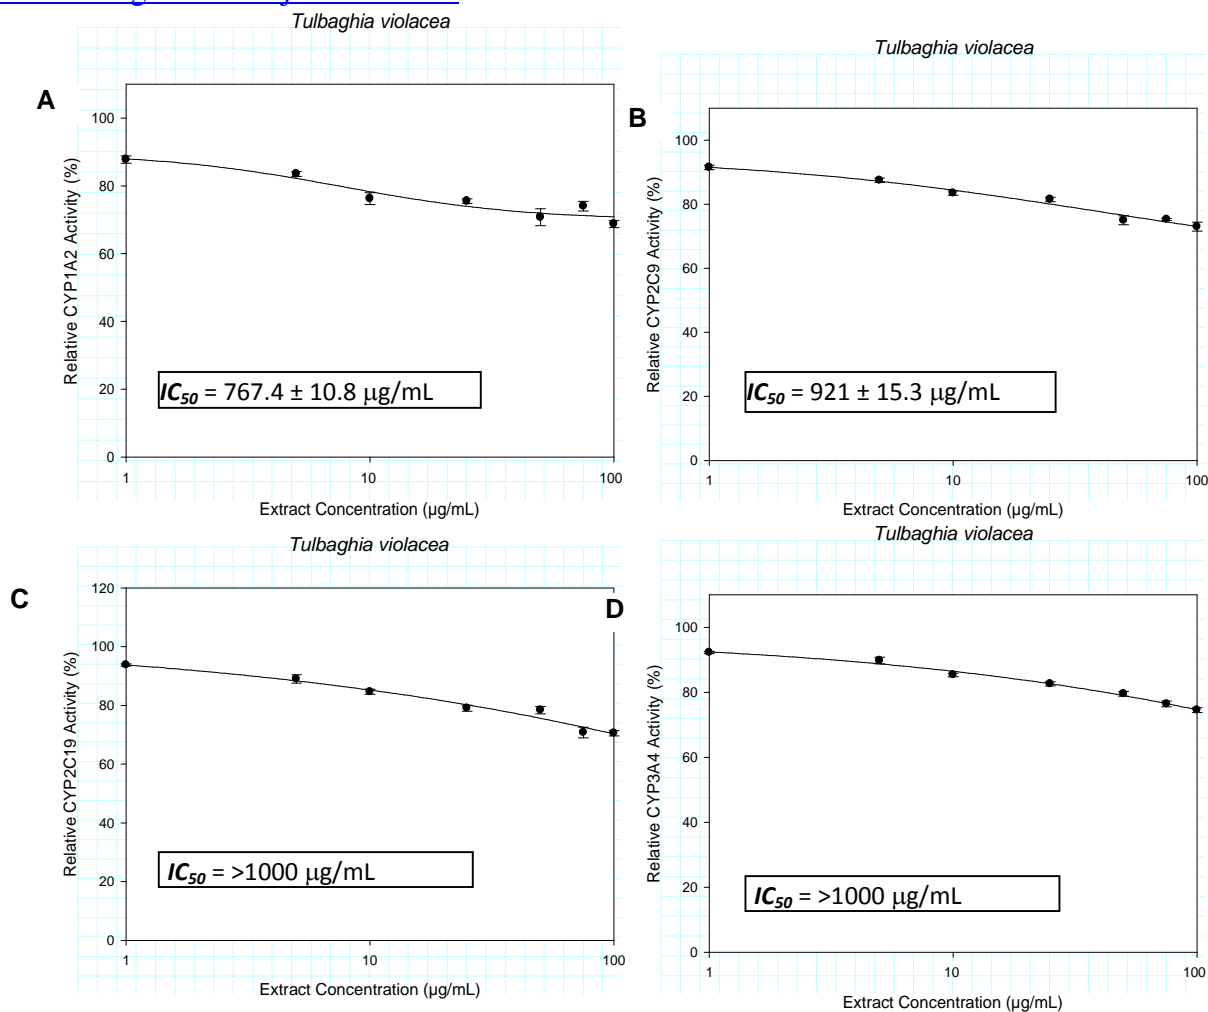 Tulbaghia violacea
A
Relative CYP1A2 Activity (%)
100
80
60
40
20
0
IC50 = 767.4 ± 10.8 µg/mL
1
10
100
Extract Concentration (µg/mL)
Tulbaghia violacea
B
Relative CYP2C9 Activity (%)
100
80
60
40
20
0
IC50 = 921 ± 15.3 µg/mL
1
10
100
Extract Concentration (µg/mL)
Tulbaghia violacea
C
Relative CYP2C19 Activity (%)
120
100
80
60
40
20
0
IC50 = >1000 µg/mL
1
10
100
Extract Concentration (µg/mL)
Tulbaghia violacea
D
Relative CYP3A4 Activity (%)
100
80
60
40
20
0
IC50 = >1000 µg/mL
1
10
100
Extract Concentration (µg/mL)